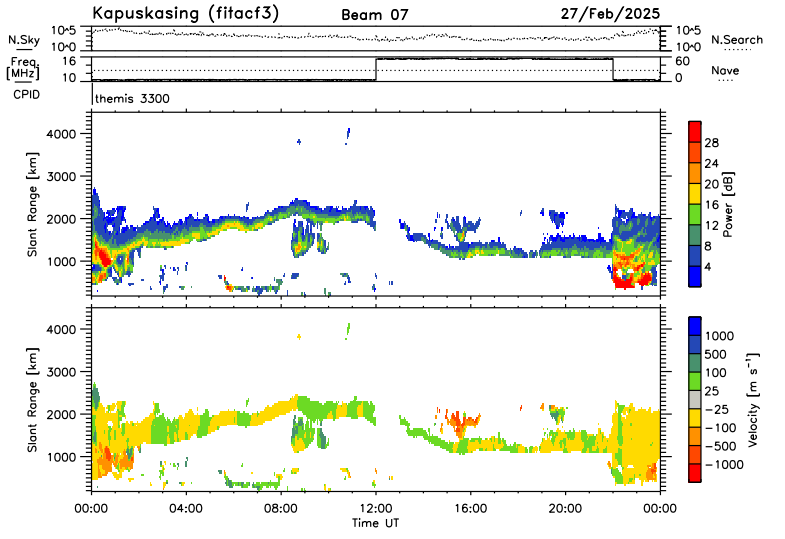 Kapuskasing (fitacf3) Beam 07 27/Feb/2025
N.Sky 10^5 10^0 10^5 10^0 N.Search
Freq. [MHz] 16 10 60 0 Nave
CPID themis 3300
Slant Range [km]
4000
3000
2000
1000
Power [dB]
28
24
20
16
12
8
4
Slant Range [km]
4000
3000
2000
1000
Velocity [m s⁻¹]
1000
500
100
25
−25
−100
−500
−1000
00:00 04:00 08:00 12:00 16:00 20:00 00:00
Time UT